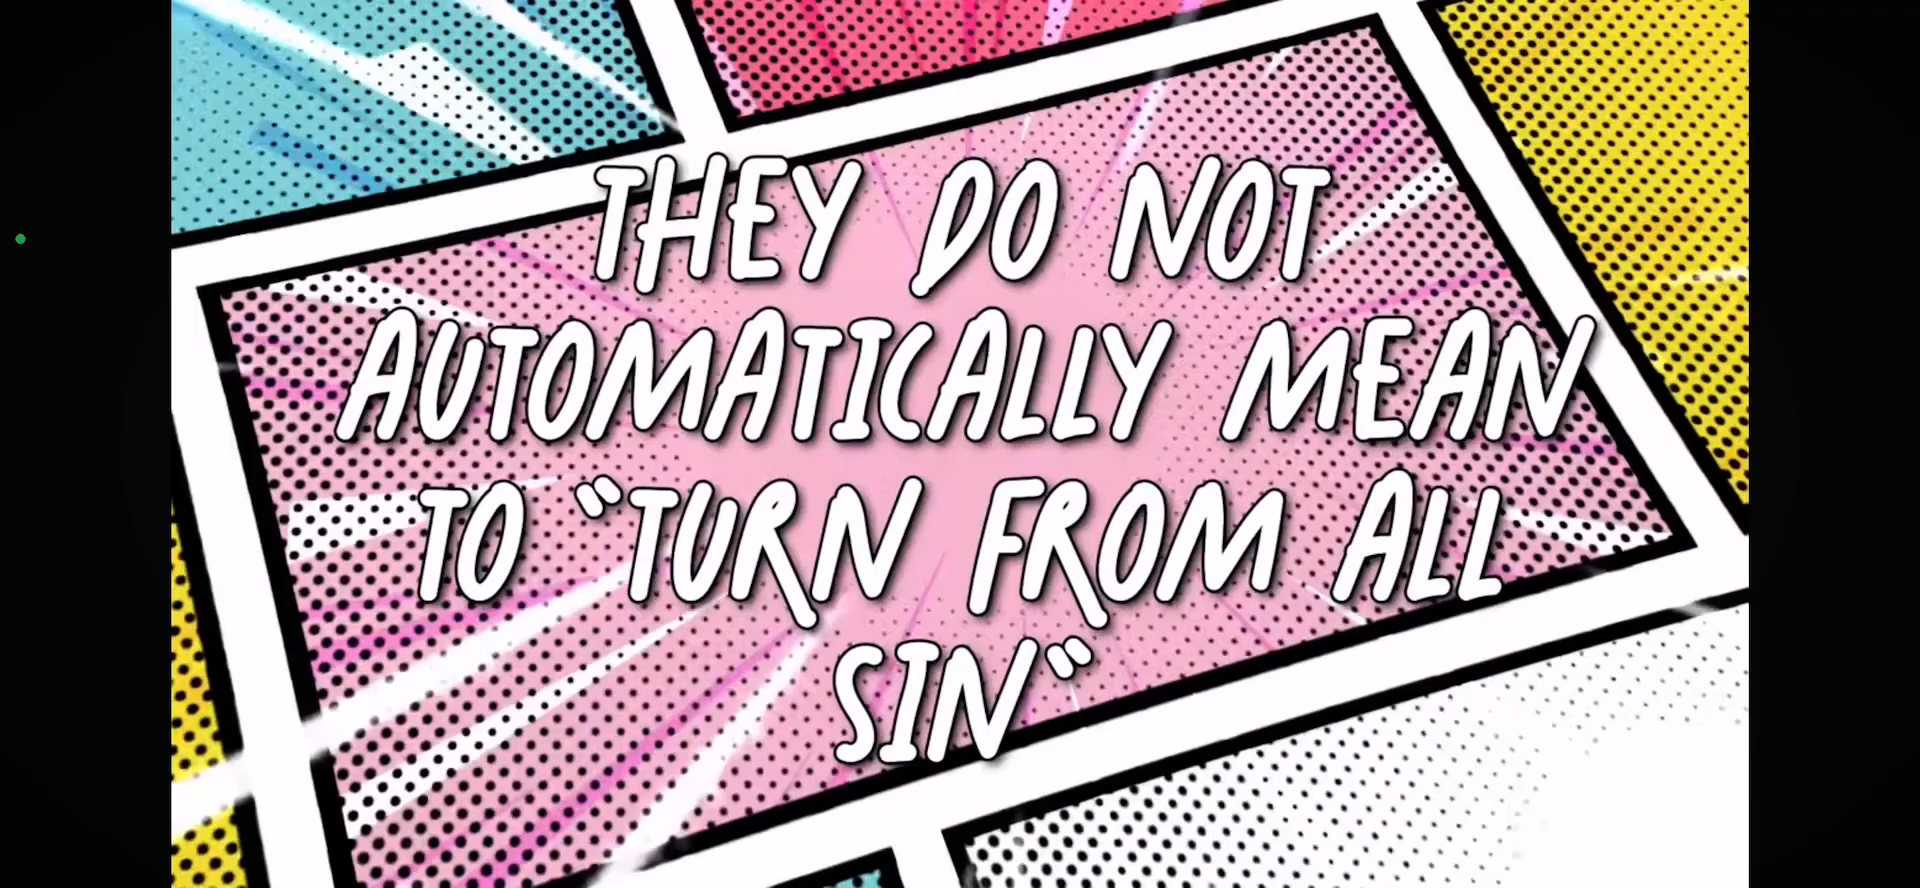 THEY DO NOT
AUTOMATICALLY MEAN
TO "TURN FROM ALL
SIN"